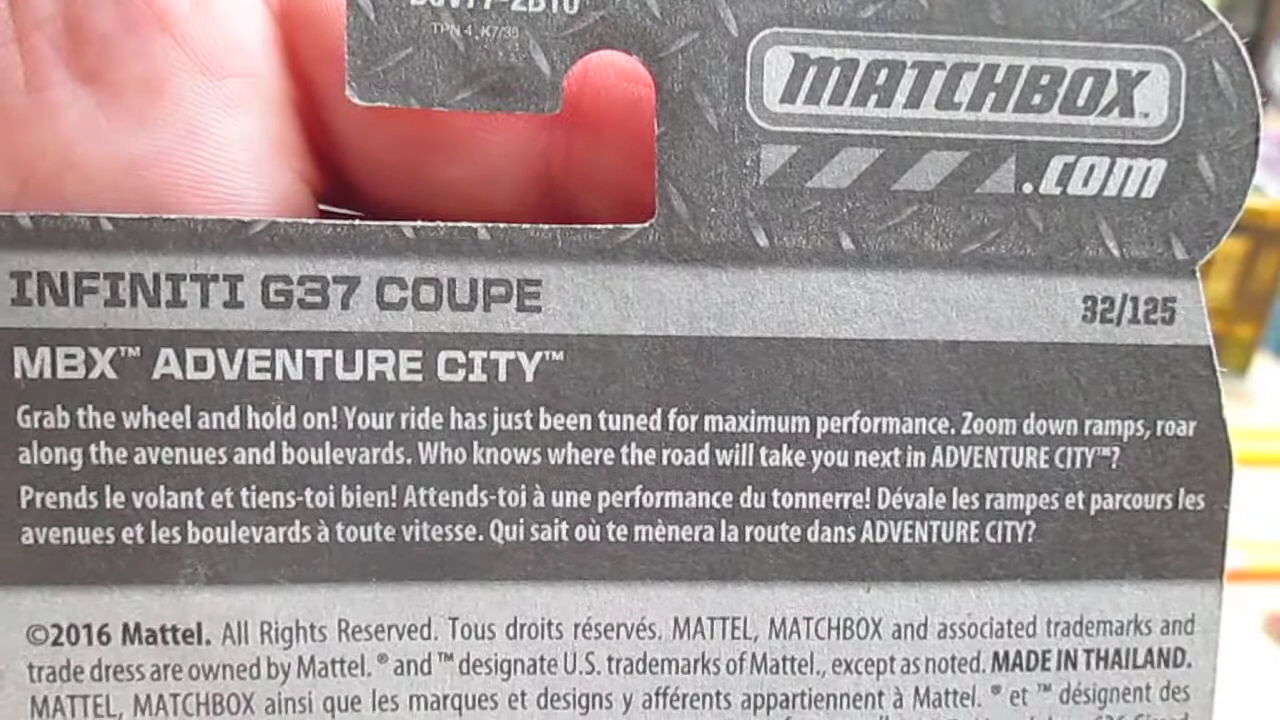 TPN 4 K7/38
MATCHBOX™
.com
INFINITI G37 COUPE
32/125
MBX™ ADVENTURE CITY™
Grab the wheel and hold on! Your ride has just been tuned for maximum performance. Zoom down ramps, roar
along the avenues and boulevards. Who knows where the road will take you next in ADVENTURE CITY™?
Prends le volant et tiens-toi bien! Attends-toi à une performance du tonnerre! Dévale les rampes et parcours les
avenues et les boulevards à toute vitesse. Qui sait où te mènera la route dans ADVENTURE CITY?
©2016 Mattel. All Rights Reserved. Tous droits réservés. MATTEL, MATCHBOX and associated trademarks and
trade dress are owned by Mattel. ® and ™ designate U.S. trademarks of Mattel., except as noted. MADE IN THAILAND.
MATTEL, MATCHBOX ainsi que les marques et designs y afférents appartiennent à Mattel. ® et ™ désignent des